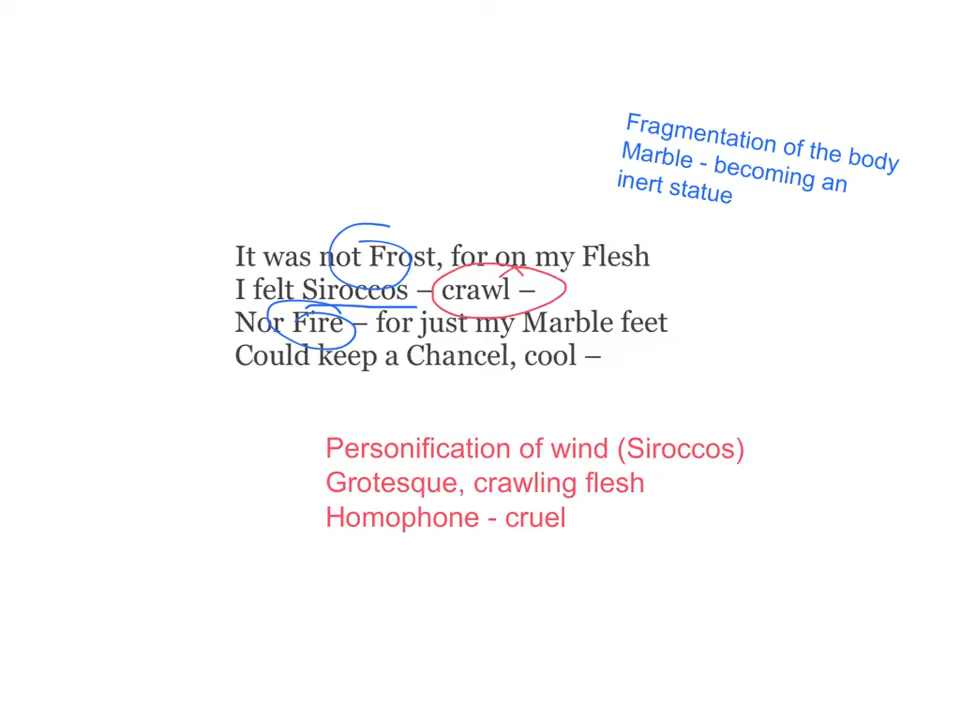 Fragmentation of the body
Marble - becoming an
inert statue
It was not Frost, for on my Flesh
I felt Siroccos – crawl –
Nor Fire – for just my Marble feet
Could keep a Chancel, cool –
Personification of wind (Siroccos)
Grotesque, crawling flesh
Homophone - cruel